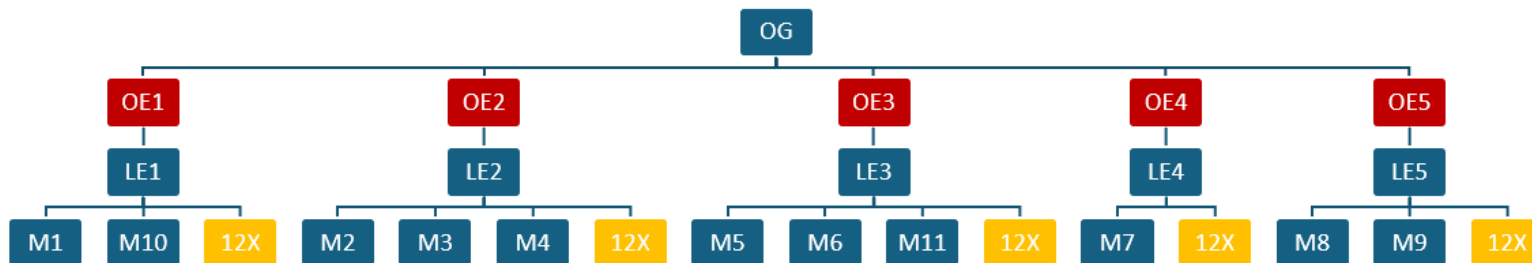 OG
OE1 OE2 OE3 OE4 OE5
LE1 LE2 LE3 LE4 LE5
M1 M10 12X M2 M3 M4 12X M5 M6 M11 12X M7 12X M8 M9 12X